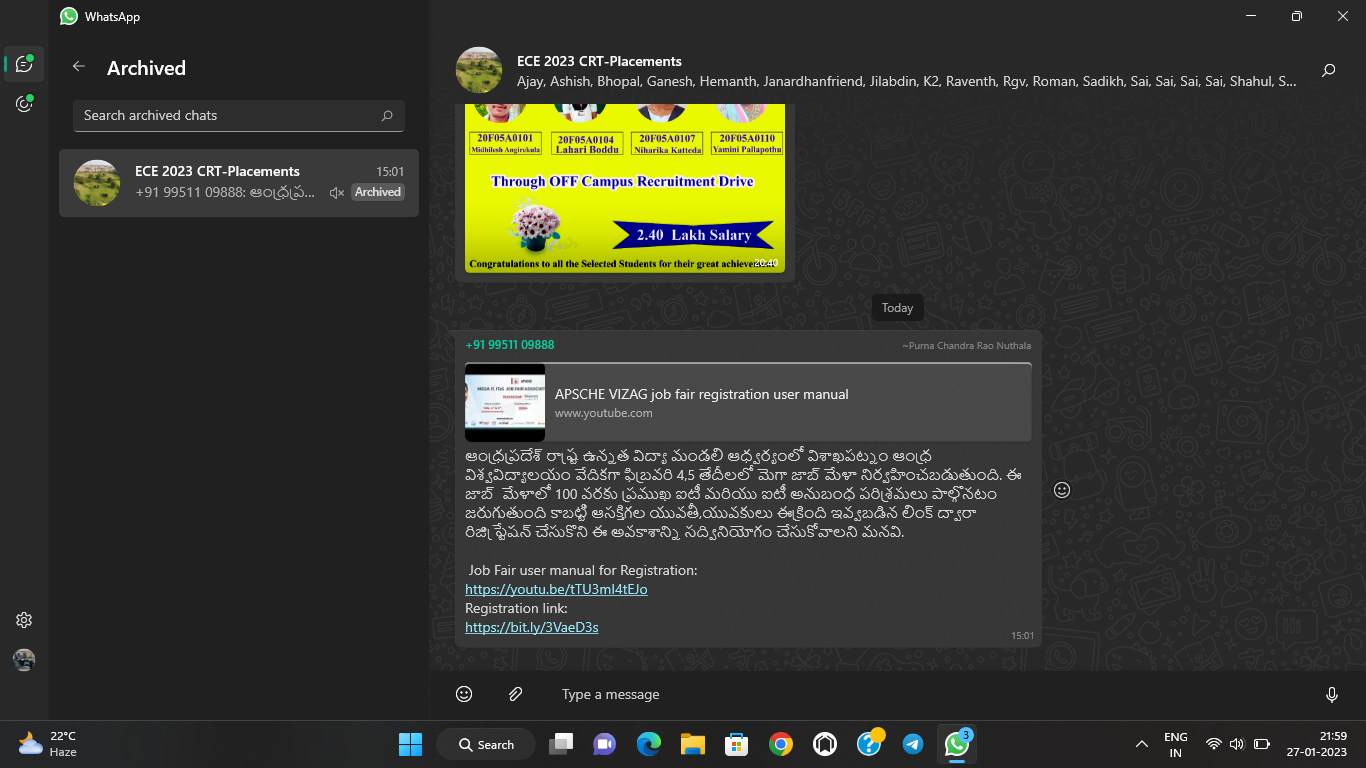 WhatsApp
Archived
Search archived chats
ECE 2023 CRT-Placements
15:01
+91 99511 09888: ఆంధ్రప్ర...
Archived
ECE 2023 CRT-Placements
Ajay, Ashish, Bhopal, Ganesh, Hemanth, Janardhanfriend, Jilabdin, K2, Raventh, Rgv, Roman, Sadikh, Sai, Sai, Sai, Sai, Shahul, S...
20F05A0101 20F05A0104 20F05A0107 20F05A0110
Midhilesh Angirekula Lahari Boddu Niharika Katteda Yamini Pallapothu
Through OFF Campus Recruitment Drive
2.40 Lakh Salary
Congratulations to all the Selected Students for their great achieve
20:40
Today
+91 99511 09888
~Purna Chandra Rao Nuthala
APSCHE VIZAG job fair registration user manual
www.youtube.com
ఆంధ్రప్రదేశ్ రాష్ట్ర ఉన్నత విద్యా మండలి ఆధ్వర్యంలో విశాఖపట్నం ఆంధ్ర
విశ్వవిద్యాలయం వేదికగా ఫిబ్రవరి 4,5 తేదీలలో మెగా జాబ్ మేళా నిర్వహించబడుతుంది. ఈ
జాబ్ మేళాలో 100 వరకు ప్రముఖ ఐటీ మరియు ఐటీ అనుబంధ పరిశ్రమలు పాల్గొనటం
జరుగుతుంది కాబట్టి ఆసక్తిగల యువతీ,యువకులు ఈక్రింది ఇవ్వబడిన లింక్ ద్వారా
రిజిస్ట్రేషన్ చేసుకొని ఈ అవకాశాన్ని సద్వినియోగం చేసుకోవాలని మనవి.
Job Fair user manual for Registration:
https://youtu.be/tTU3mI4tEJo
Registration link:
https://bit.ly/3VaeD3s
15:01
Type a message
22°C
Haze
Search
3
ENG
IN
21:59
27-01-2023